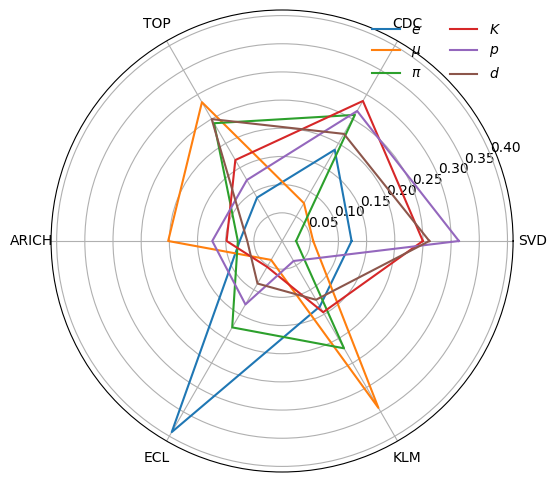 TOP
CDC
e
K
μ
p
π
d
0.40
0.35
0.30
0.25
0.20
0.15
0.10
0.05
ARICH
SVD
ECL
KLM